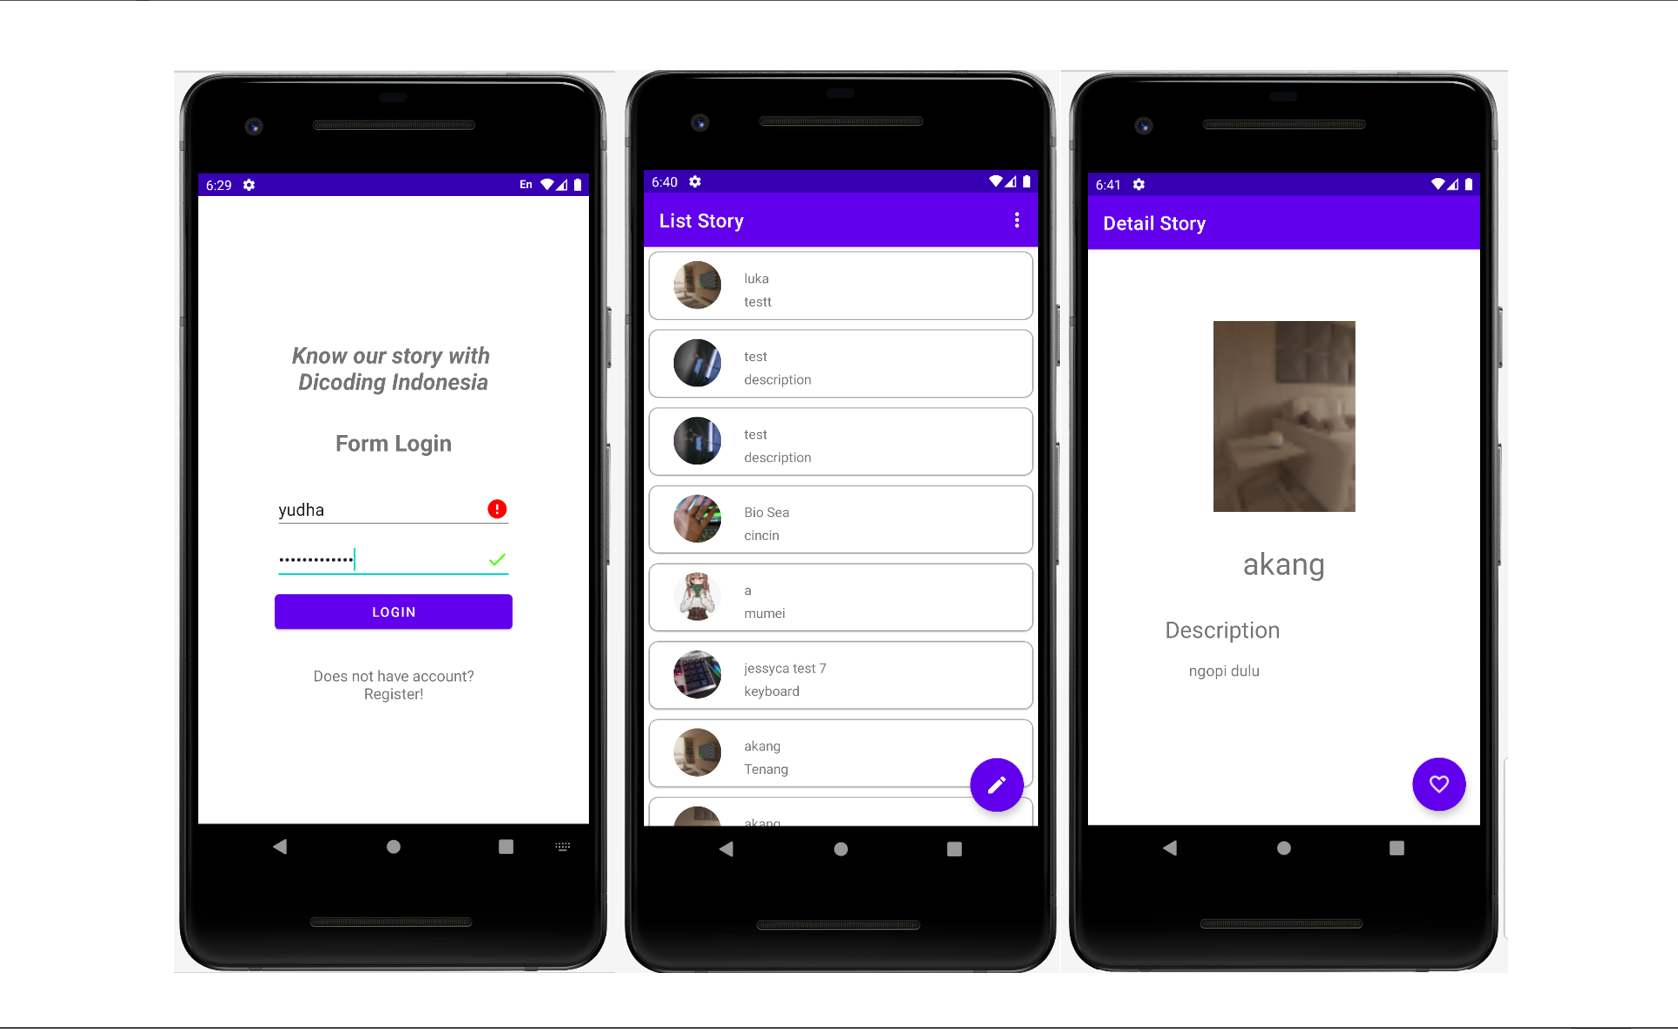 6:29
En
Know our story with
Dicoding Indonesia
Form Login
yudha
•••••••••••••
LOGIN
Does not have account?
Register!
6:40
List Story
luka
testt
test
description
test
description
Bio Sea
cincin
a
mumei
jessyca test 7
keyboard
akang
Tenang
akang
6:41
Detail Story
akang
Description
ngopi dulu